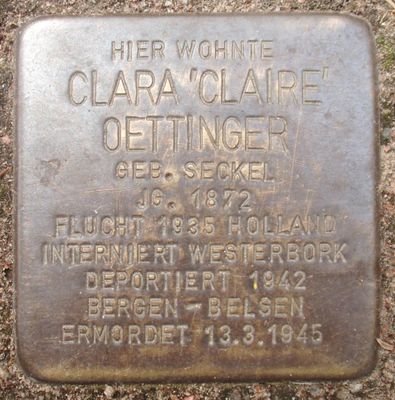 HIER WOHNTE
CLARA 'CLAIRE'
OETTINGER
GEB. SECKEL
JG. 1872
FLUCHT 1935 HOLLAND
INTERNIERT WESTERBORK
DEPORTIERT 1942
BERGEN-BELSEN
ERMORDET 13.3.1945